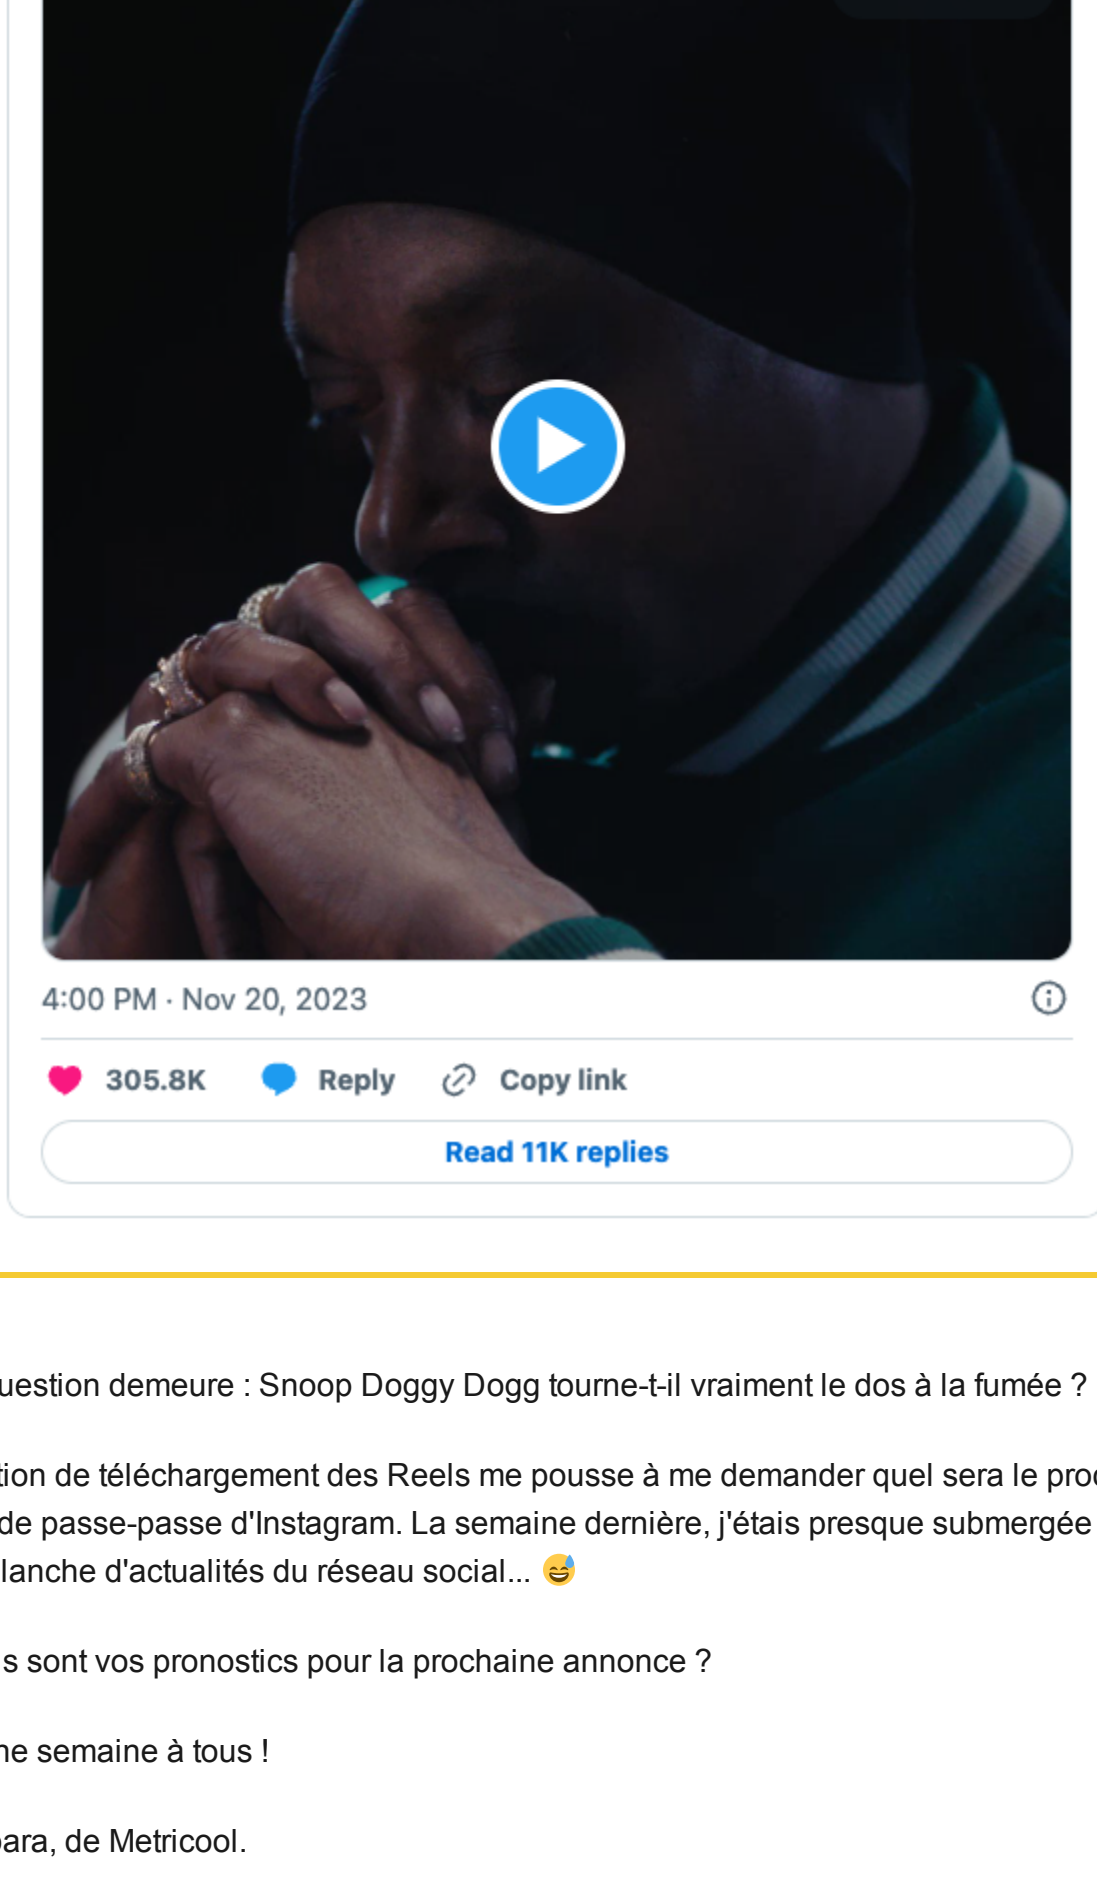 4:00 PM · Nov 20, 2023
305.8K Reply Copy link
Read 11K replies
uestion demeure : Snoop Doggy Dogg tourne-t-il vraiment le dos à la fumée ?
tion de téléchargement des Reels me pousse à me demander quel sera le proc
de passe-passe d'Instagram. La semaine dernière, j'étais presque submergée
lanche d'actualités du réseau social... 😅
s sont vos pronostics pour la prochaine annonce ?
ne semaine à tous !
ara, de Metricool.